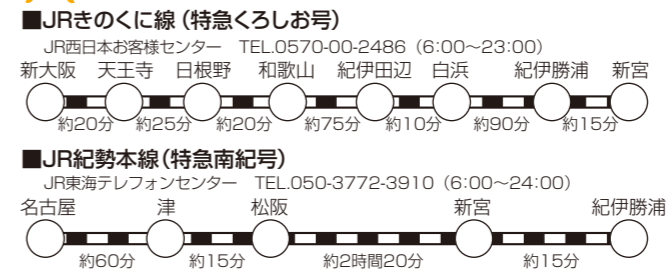 ■JRきのくに線（特急くろしお号）
JR西日本お客様センター　TEL.0570-00-2486（6:00〜23:00）
新大阪　天王寺　日根野　和歌山　紀伊田辺　白浜　紀伊勝浦　新宮
約20分　約25分　約20分　約75分　約10分　約90分　約15分
■JR紀勢本線（特急南紀号）
JR東海テレフォンセンター　TEL.050-3772-3910（6:00〜24:00）
名古屋　津　松阪　新宮　紀伊勝浦
約60分　約15分　約2時間20分　約15分